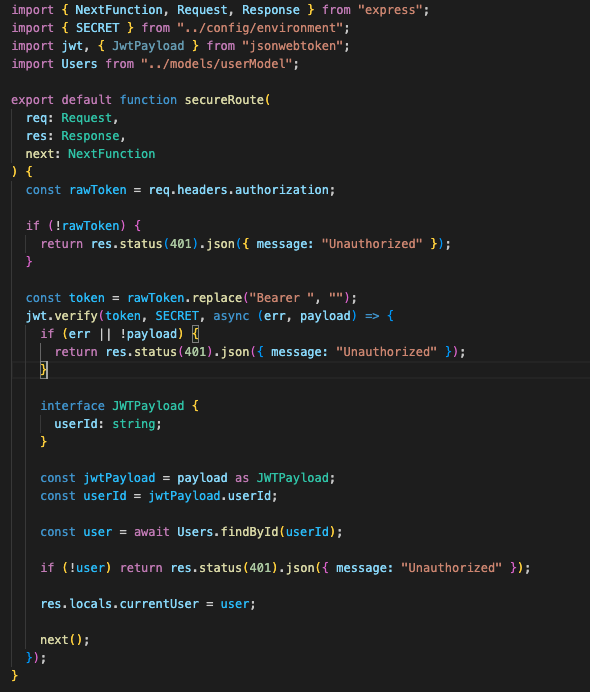 import { NextFunction, Request, Response } from "express";
import { SECRET } from "../config/environment";
import jwt, { JwtPayload } from "jsonwebtoken";
import Users from "../models/userModel";

export default function secureRoute(
  req: Request,
  res: Response,
  next: NextFunction
) {
  const rawToken = req.headers.authorization;

  if (!rawToken) {
    return res.status(401).json({ message: "Unauthorized" });
  }

  const token = rawToken.replace("Bearer ", "");
  jwt.verify(token, SECRET, async (err, payload) => {
    if (err || !payload) {
      return res.status(401).json({ message: "Unauthorized" });
    }

    interface JWTPayload {
      userId: string;
    }

    const jwtPayload = payload as JWTPayload;
    const userId = jwtPayload.userId;

    const user = await Users.findById(userId);

    if (!user) return res.status(401).json({ message: "Unauthorized" });

    res.locals.currentUser = user;

    next();
  });
}